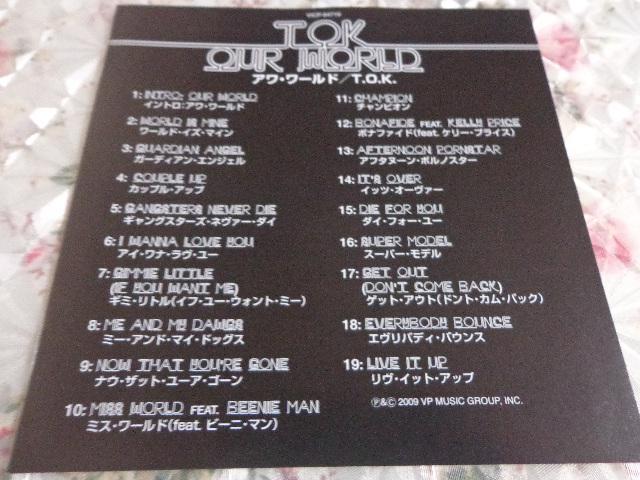 VICP-64719
T.O.K
OUR WORLD
アワ・ワールド／T.O.K.
1: INTRO: OUR WORLD
イントロ:アワ・ワールド
2: WORLD IS MINE
ワールド・イズ・マイン
3: GUARDIAN ANGEL
ガーディアン・エンジェル
4: COUPLE UP
カップル・アップ
5: GANGSTERS NEVER DIE
ギャングスターズ・ネヴァー・ダイ
6: I WANNA LOVE YOU
アイ・ワナ・ラヴ・ユー
7: GIMME LITTLE
(IF YOU WANT ME)
ギミ・リトル(イフ・ユー・ウォント・ミー)
8: ME AND MY DAWGS
ミー・アンド・マイ・ドッグス
9: NOW THAT YOU'RE GONE
ナウ・ザット・ユーア・ゴーン
10: MISS WORLD FEAT. BEENIE MAN
ミス・ワールド(feat. ビーニ・マン)
11: CHAMPION
チャンピオン
12: BONAFIDE FEAT. KELLY PRICE
ボナファイド(feat. ケリー・プライス)
13: AFTERNOON PORNSTAR
アフタヌーン・ポルノスター
14: IT'S OVER
イッツ・オーヴァー
15: DIE FOR YOU
ダイ・フォー・ユー
16: SUPER MODEL
スーパー・モデル
17: GET OUT
(DON'T COME BACK)
ゲット・アウト(ドント・カム・バック)
18: EVERYBODY BOUNCE
エヴリバディ・バウンス
19: LIVE IT UP
リヴ・イット・アップ
℗&© 2009 VP MUSIC GROUP, INC.